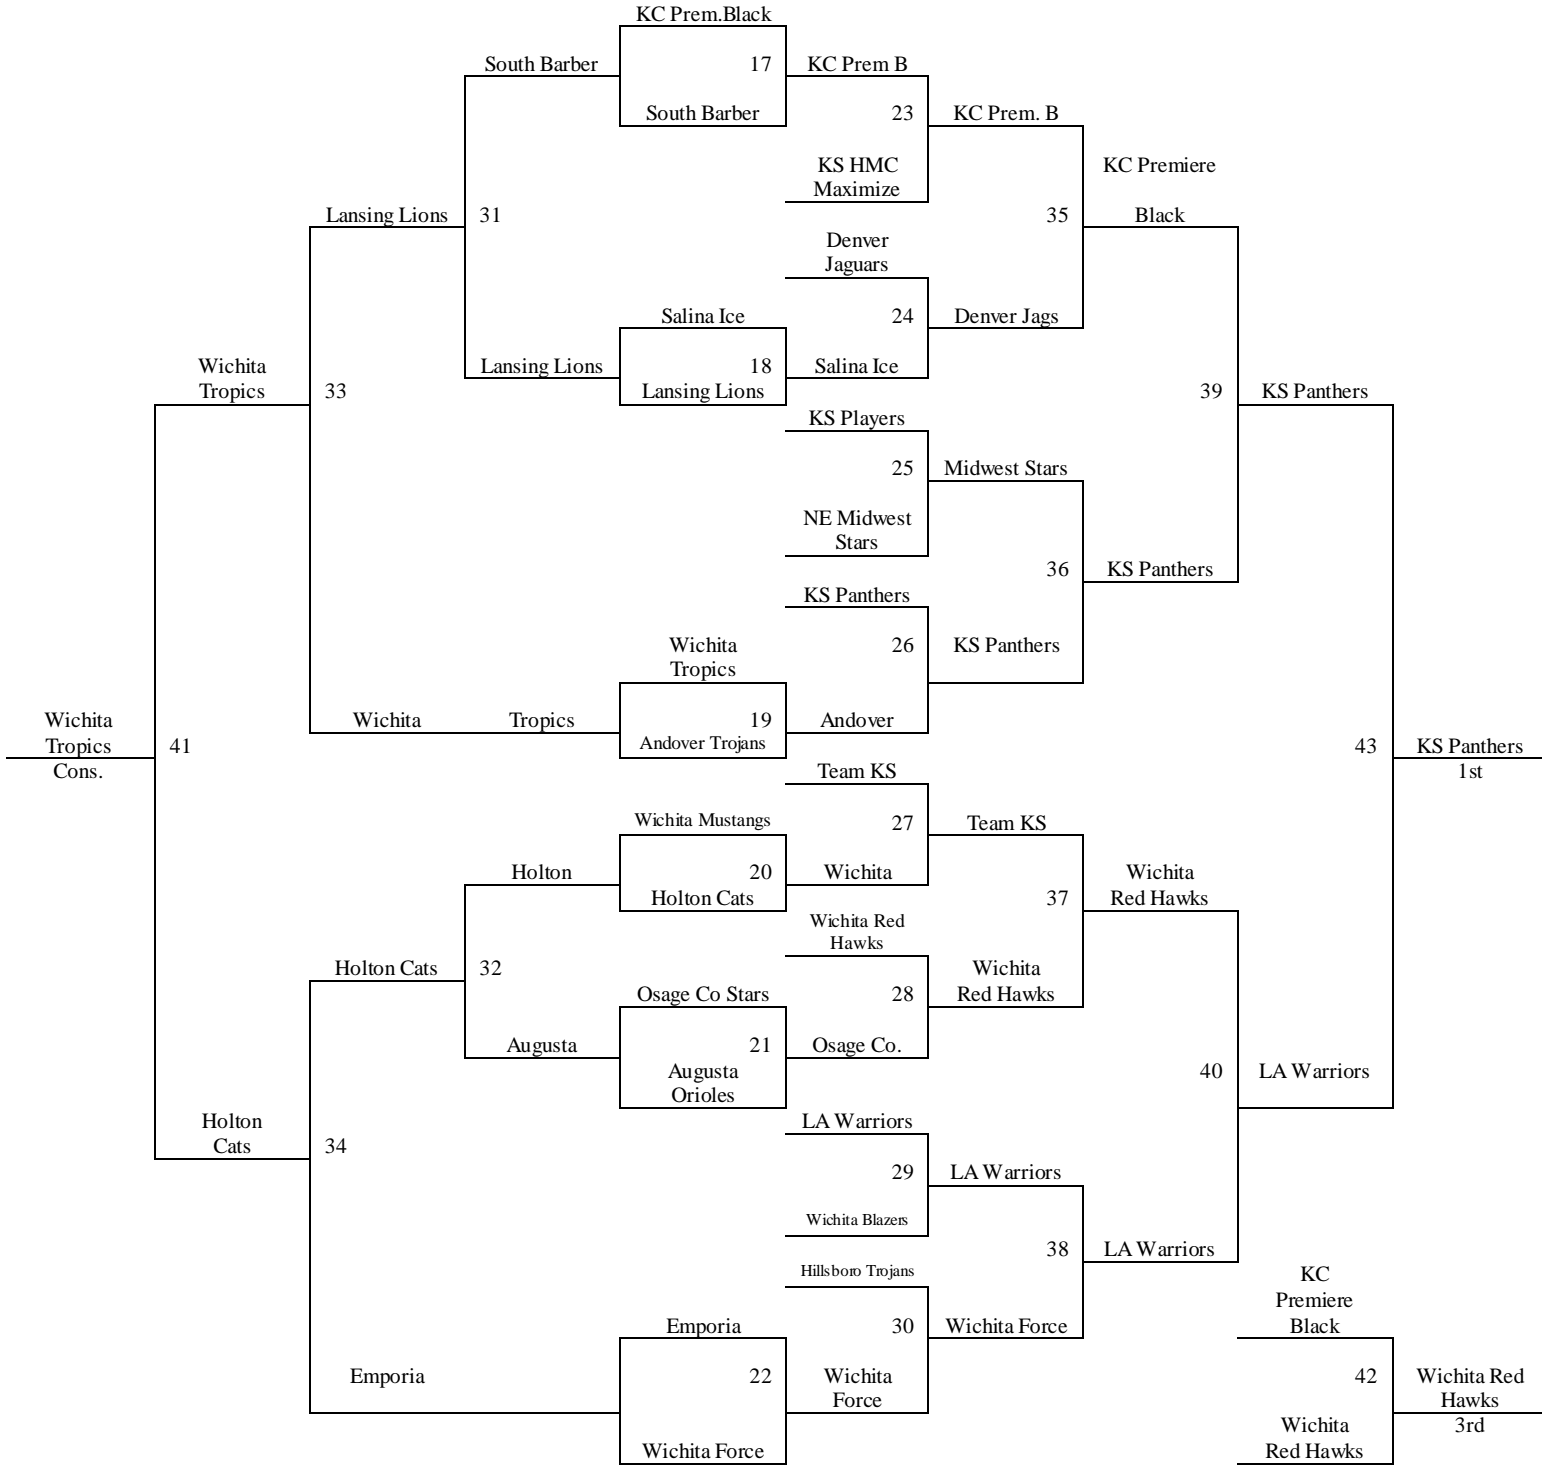 KC Prem.Black
South Barber
17
KC Prem B
South Barber
23
KC Prem. B
KS HMC
Maximize
KC Premiere
Lansing Lions
31
35
Black
Denver
Jaguars
Salina Ice
24
Denver Jags
Wichita
Tropics
33
Lansing Lions
18
Lansing Lions
Salina Ice
39
KS Panthers
KS Players
25
Midwest Stars
NE Midwest
Stars
36
KS Panthers
KS Panthers
Wichita
Tropics
26
KS Panthers
Wichita
Tropics
Cons.
41
Wichita
Tropics
19
Andover Trojans
Andover
43
KS Panthers
1st
Team KS
Wichita Mustangs
27
Team KS
Holton
20
Holton Cats
Wichita
37
Wichita
Red Hawks
Wichita Red
Hawks
Holton Cats
32
Wichita
Red Hawks
Osage Co Stars
28
Augusta
21
Augusta
Orioles
Osage Co.
40
LA Warriors
Holton
Cats
34
LA Warriors
29
LA Warriors
Wichita Blazers
38
LA Warriors
Hillsboro Trojans
KC
Premiere
Black
Emporia
30
Wichita Force
Emporia
22
Wichita
Force
42
Wichita Red
Hawks
3rd
Wichita Force
Wichita
Red Hawks